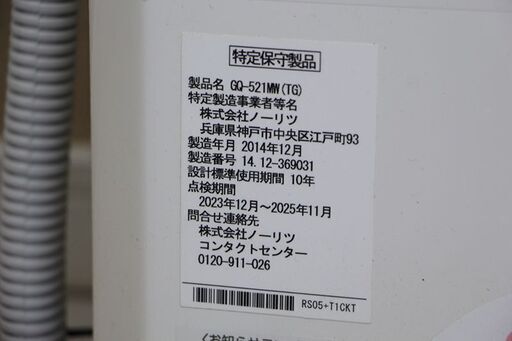 特定保守製品
製品名 GQ-521MW(TG)
特定製造事業者等名
株式会社ノーリツ
兵庫県神戸市中央区江戸町93
製造年月 2014年12月
製造番号 14.12-369031
設計標準使用期間 10年
点検期間
2023年12月～2025年11月
問合せ連絡先
株式会社ノーリツ
コンタクトセンター
0120-911-026
RS05+T1CKT